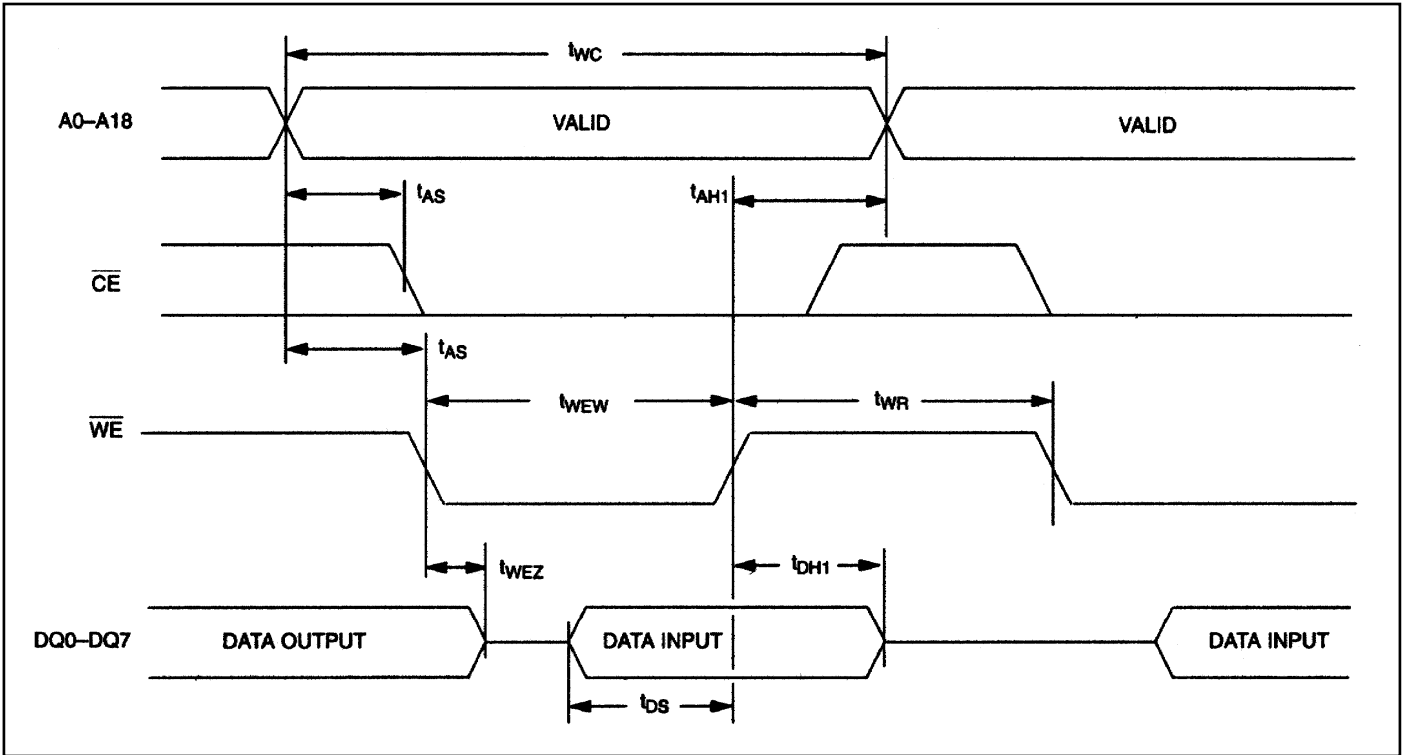 tWC
A0–A18
VALID
VALID
tAS
tAH1
CE
tAS
tWEW
tWR
WE
tWEZ
tDH1
DQ0–DQ7
DATA OUTPUT
DATA INPUT
DATA INPUT
tDS